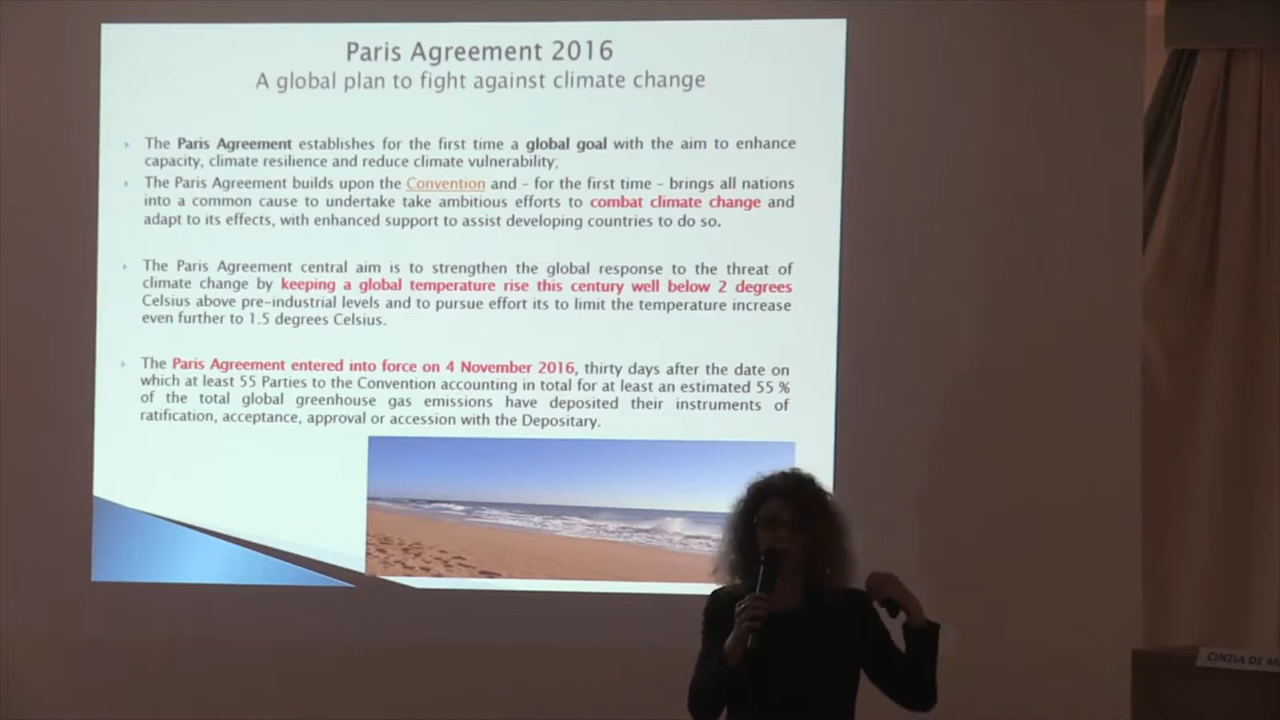 Paris Agreement 2016
A global plan to fight against climate change
The Paris Agreement establishes for the first time a global goal with the aim to enhance
capacity, climate resilience and reduce climate vulnerability;
The Paris Agreement builds upon the Convention and - for the first time - brings all nations
into a common cause to undertake take ambitious efforts to combat climate change and
adapt to its effects, with enhanced support to assist developing countries to do so.
The Paris Agreement central aim is to strengthen the global response to the threat of
climate change by keeping a global temperature rise this century well below 2 degrees
Celsius above pre-industrial levels and to pursue effort its to limit the temperature increase
even further to 1.5 degrees Celsius.
The Paris Agreement entered into force on 4 November 2016, thirty days after the date on
which at least 55 Parties to the Convention accounting in total for at least an estimated 55 %
of the total global greenhouse gas emissions have deposited their instruments of
ratification, acceptance, approval or accession with the Depositary.
CINZIA DE